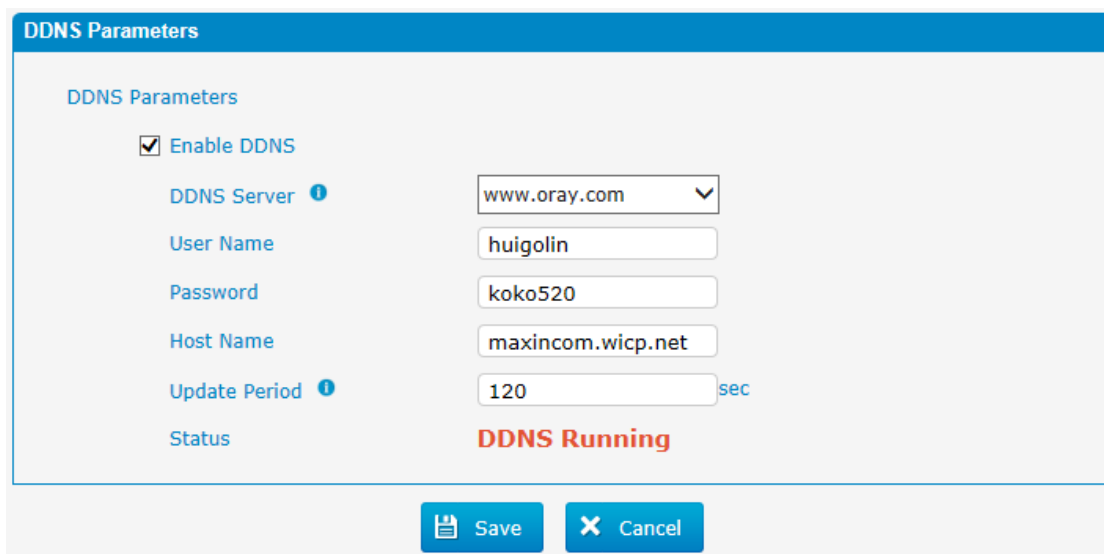 DDNS Parameters
DDNS Parameters
Enable DDNS
DDNS Server www.oray.com
User Name huigolin
Password koko520
Host Name maxincom.wicp.net
Update Period 120 sec
Status DDNS Running
Save Cancel